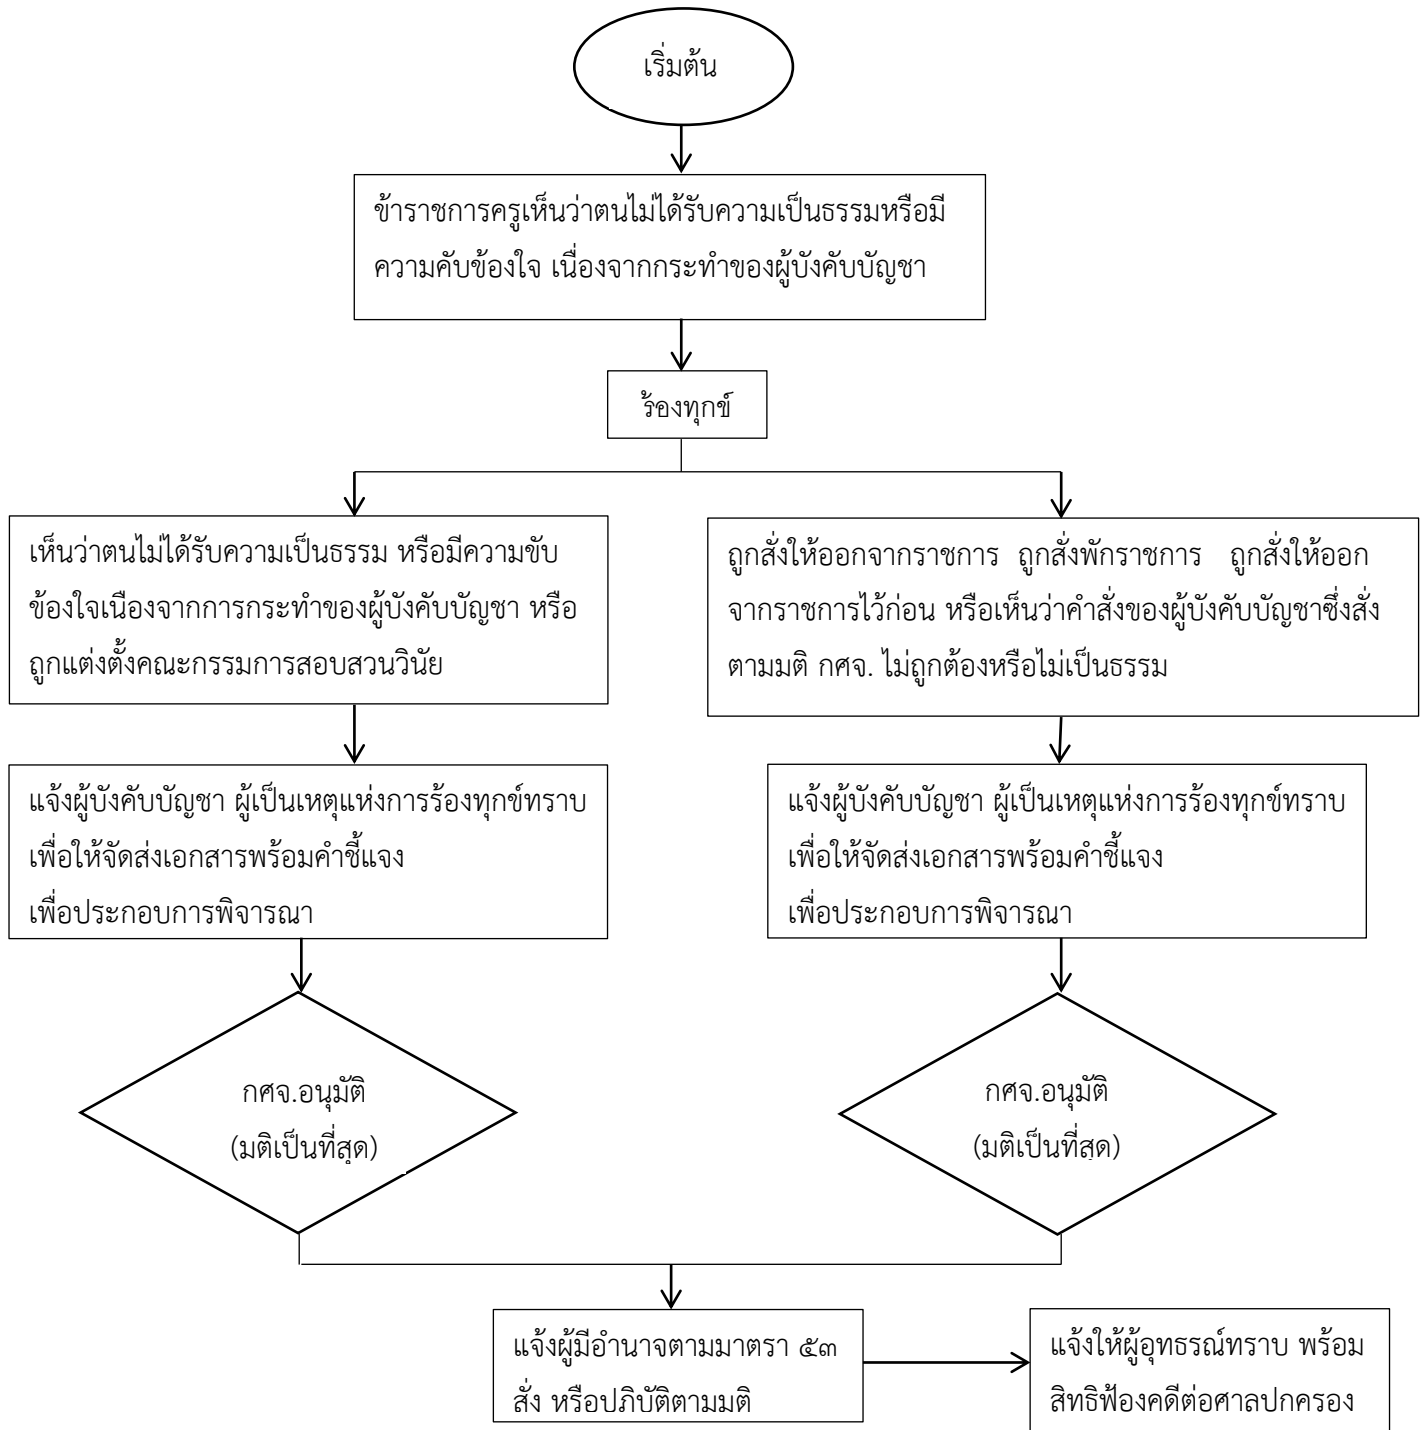 เริ่มต้น
ข้าราชการครูเห็นว่าตนไม่ได้รับความเป็นธรรมหรือมี
ความคับข้องใจ เนื่องจากกระทำของผู้บังคับบัญชา
ร้องทุกข์
เห็นว่าตนไม่ได้รับความเป็นธรรม หรือมีความขับ
ข้องใจเนืองจากการกระทำของผู้บังคับบัญชา หรือ
ถูกแต่งตั้งคณะกรรมการสอบสวนวินัย
ถูกสั่งให้ออกจากราชการ ถูกสั่งพักราชการ ถูกสั่งให้ออก
จากราชการไว้ก่อน หรือเห็นว่าคำสั่งของผู้บังคับบัญชาซึ่งสั่ง
ตามมติ กศจ. ไม่ถูกต้องหรือไม่เป็นธรรม
แจ้งผู้บังคับบัญชา ผู้เป็นเหตุแห่งการร้องทุกข์ทราบ
เพื่อให้จัดส่งเอกสารพร้อมคำชี้แจง
เพื่อประกอบการพิจารณา
แจ้งผู้บังคับบัญชา ผู้เป็นเหตุแห่งการร้องทุกข์ทราบ
เพื่อให้จัดส่งเอกสารพร้อมคำชี้แจง
เพื่อประกอบการพิจารณา
กศจ.อนุมัติ
(มติเป็นที่สุด)
กศจ.อนุมัติ
(มติเป็นที่สุด)
แจ้งผู้มีอำนาจตามมาตรา ๕๓
สั่ง หรือปภิบัติตามมติ
แจ้งให้ผู้อุทธรณ์ทราบ พร้อม
สิทธิฟ้องคดีต่อศาลปกครอง